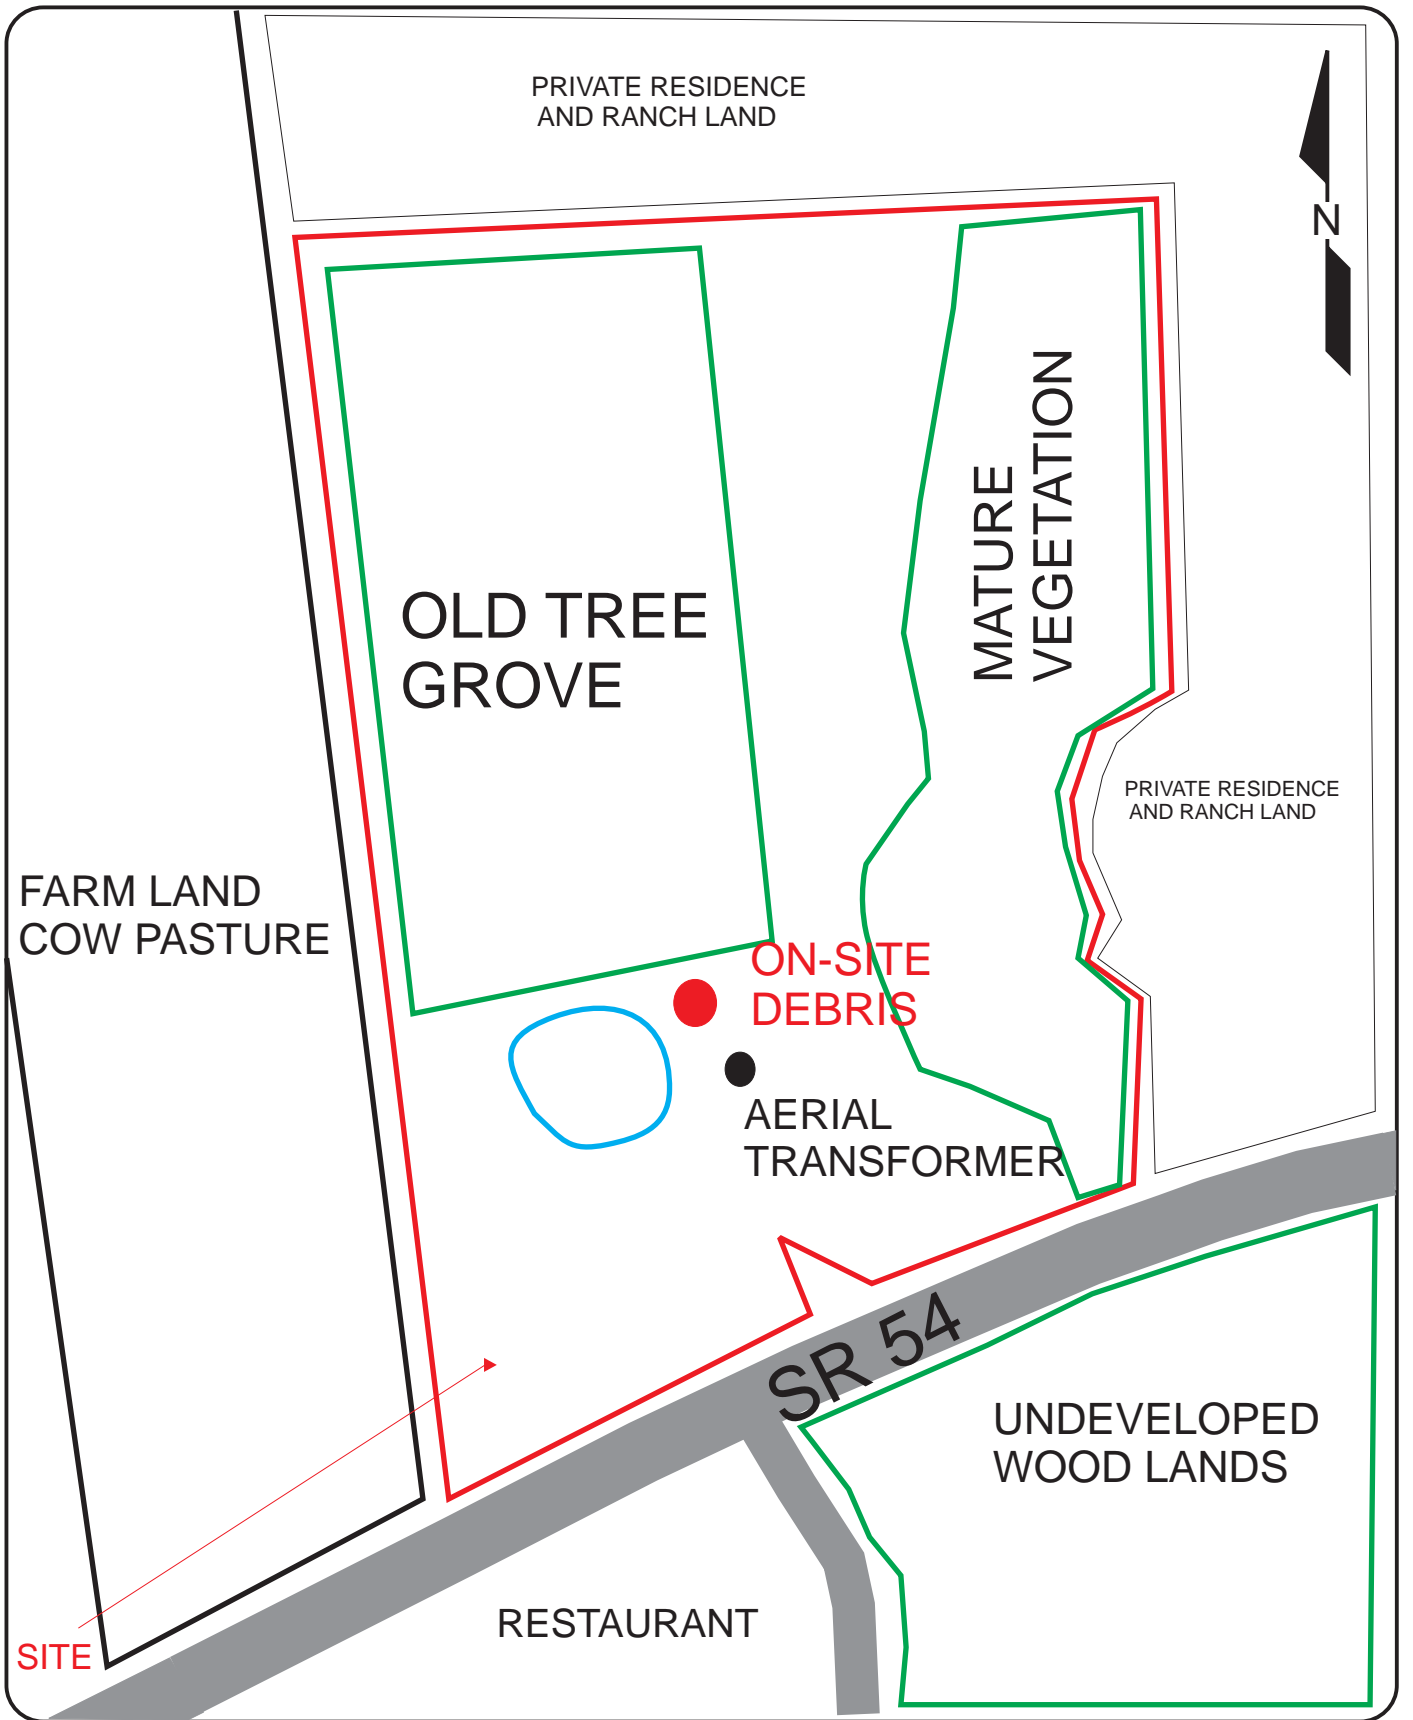 PRIVATE RESIDENCE
AND RANCH LAND
N
MATURE
VEGETATION
OLD TREE
GROVE
PRIVATE RESIDENCE
AND RANCH LAND
FARM LAND
COW PASTURE
ON-SITE
DEBRIS
AERIAL
TRANSFORMER
SR 54
UNDEVELOPED
WOOD LANDS
RESTAURANT
SITE